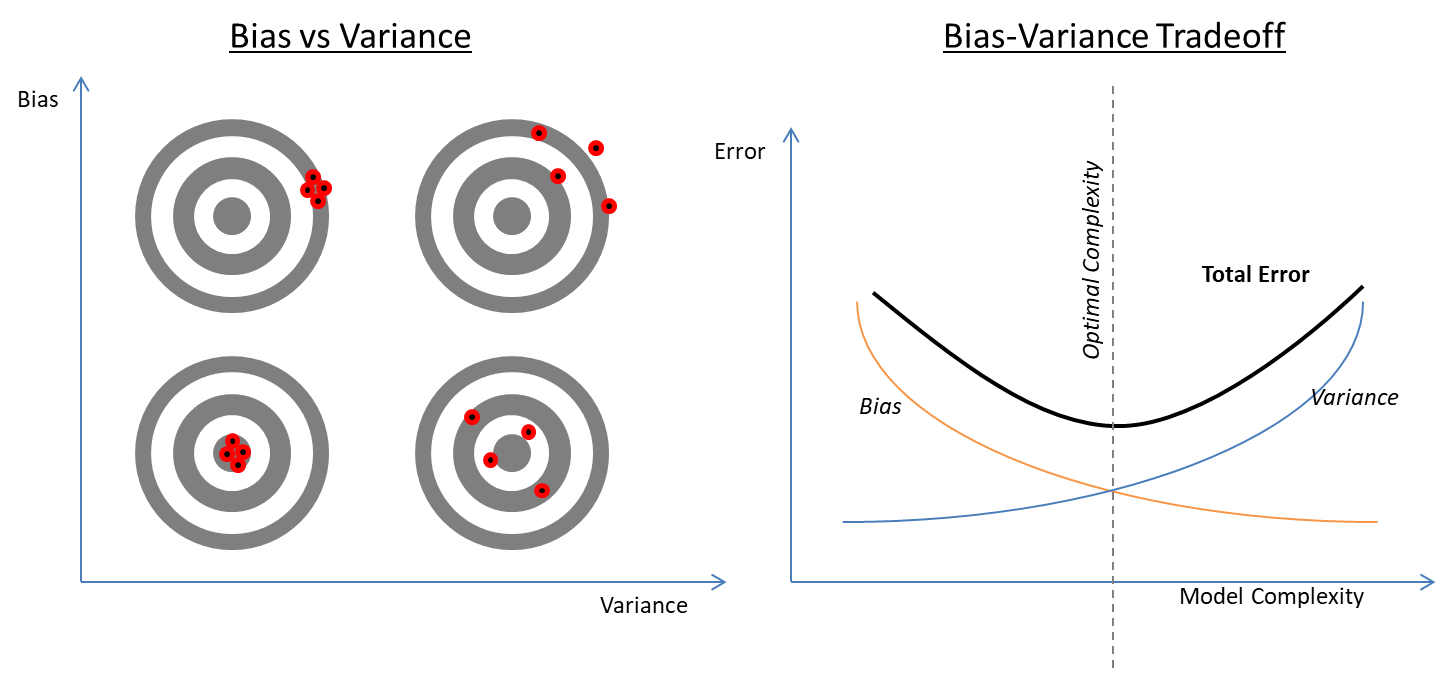 Bias vs Variance
Bias
Variance
Bias-Variance Tradeoff
Error
Optimal Complexity
Total Error
Bias
Variance
Model Complexity